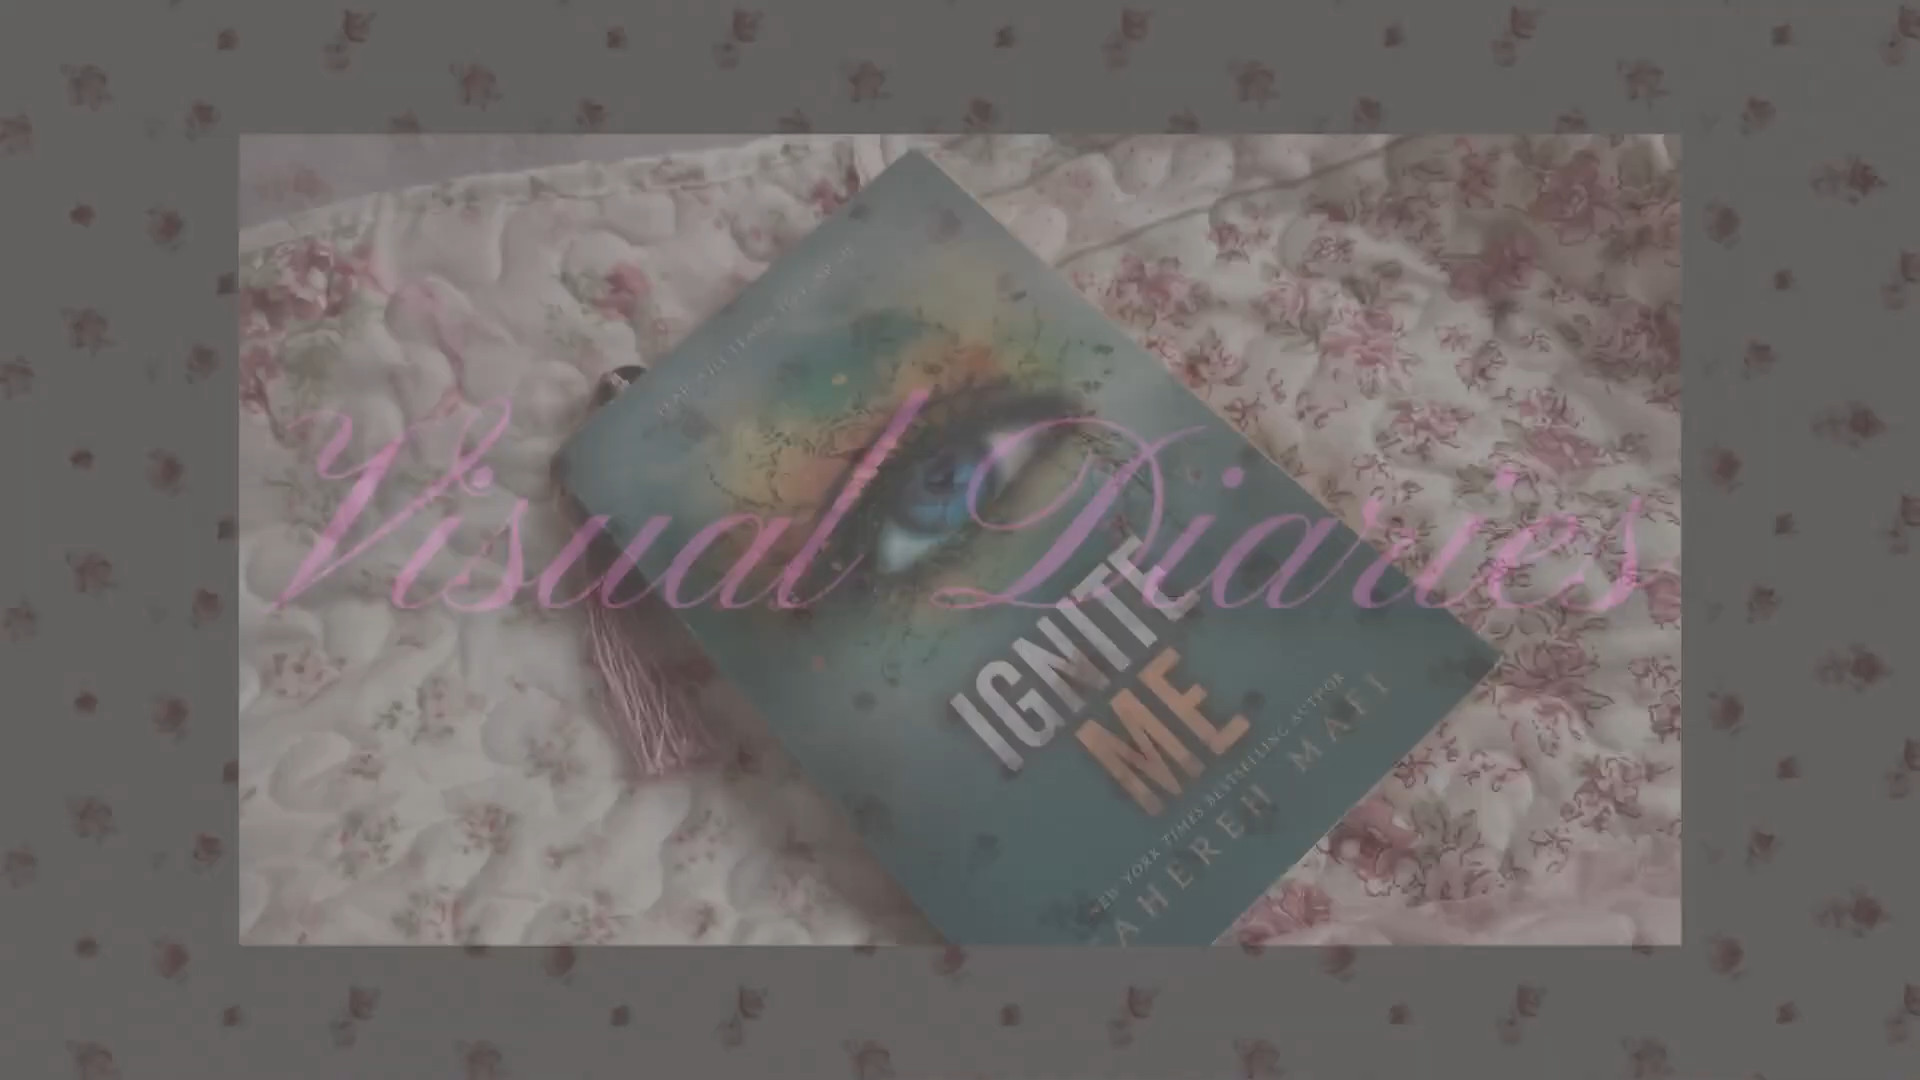 Visual Diaries
IGNITE
ME
NEW YORK TIMES BESTSELLING AUTHOR
AHEREH MAFI